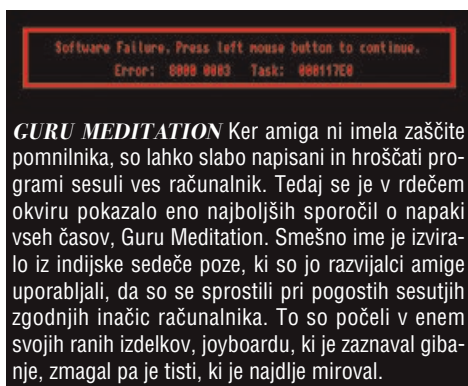 Software Failure. Press left mouse button to continue.
Error: 8000 0003 Task: 000117E0
GURU MEDITATION Ker amiga ni imela zaščite
pomnilnika, so lahko slabo napisani in hroščati pro-
grami sesuli ves računalnik. Tedaj se je v rdečem
okviru pokazalo eno najboljših sporočil o napaki
vseh časov, Guru Meditation. Smešno ime je izvira-
lo iz indijske sedeče poze, ki so jo razvijalci amige
uporabljali, da so se sprostili pri pogostih sesutjih
zgodnjih inačic računalnika. To so počeli v enem
svojih ranih izdelkov, joyboardu, ki je zaznaval giba-
nje, zmagal pa je tisti, ki je najdlje miroval.